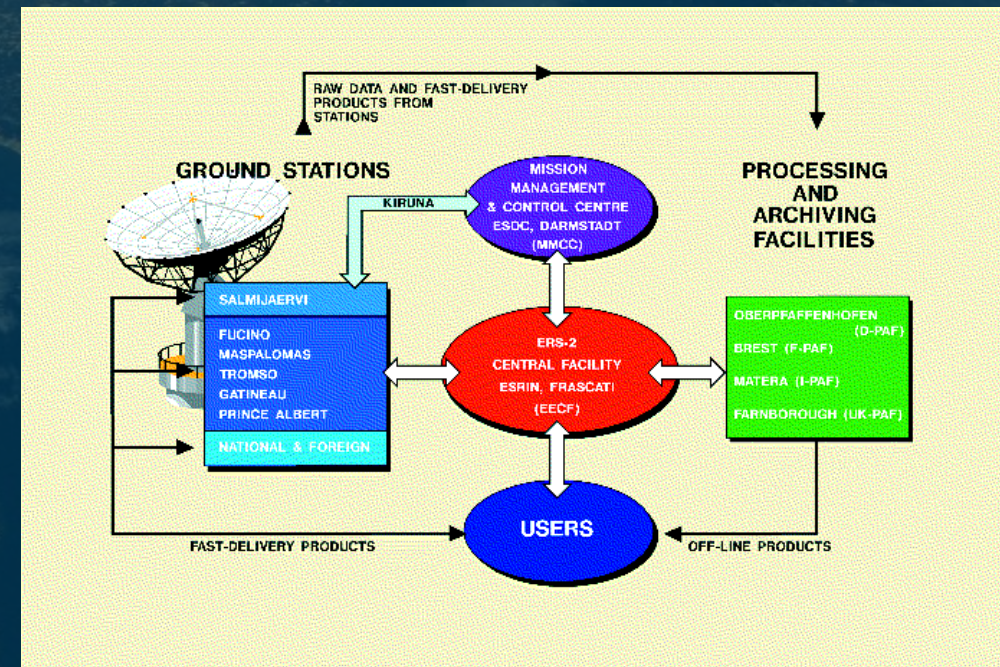 RAW DATA AND FAST-DELIVERY
PRODUCTS FROM
STATIONS
GROUND STATIONS
KIRUNA
MISSION
MANAGEMENT
& CONTROL CENTRE
ESDC, DARMSTADT
(MMCC)
PROCESSING
AND
ARCHIVING
FACILITIES
SALMIJAERVI
FUCINO
MASPALOMAS
TROMSO
GATINEAU
PRINCE ALBERT
NATIONAL & FOREIGN
ERS-2
CENTRAL FACILITY
ESRIN, FRASCATI
(EECF)
OBERPFAFFENHOFEN
(D-PAF)
BREST (F-PAF)
MATERA (I-PAF)
FARNBOROUGH (UK-PAF)
USERS
FAST-DELIVERY PRODUCTS
OFF-LINE PRODUCTS